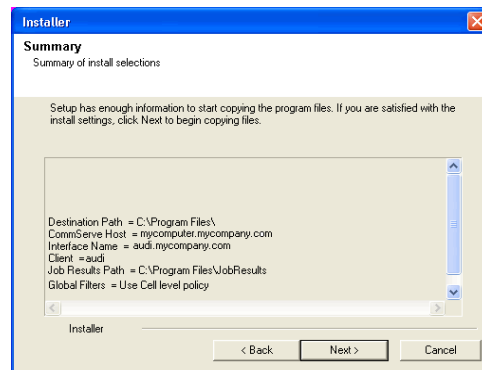 Installer
Summary
Summary of install selections
Setup has enough information to start copying the program files. If you are satisfied with the
install settings, click Next to begin copying files.
Destination Path = C:\Program Files\
CommServe Host = mycomputer.mycompany.com
Interface Name = audi.mycompany.com
Client =audi
Job Results Path = C:\Program Files\JobResults
Global Filters = Use Cell level policy
Installer
< Back Next > Cancel